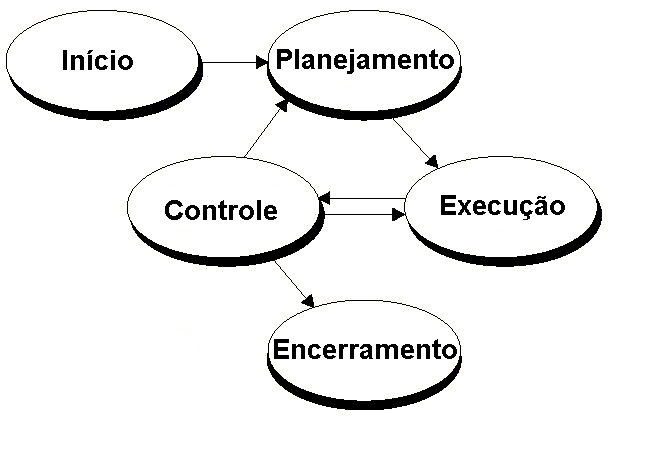 Início
Planejamento
Controle
Execução
Encerramento